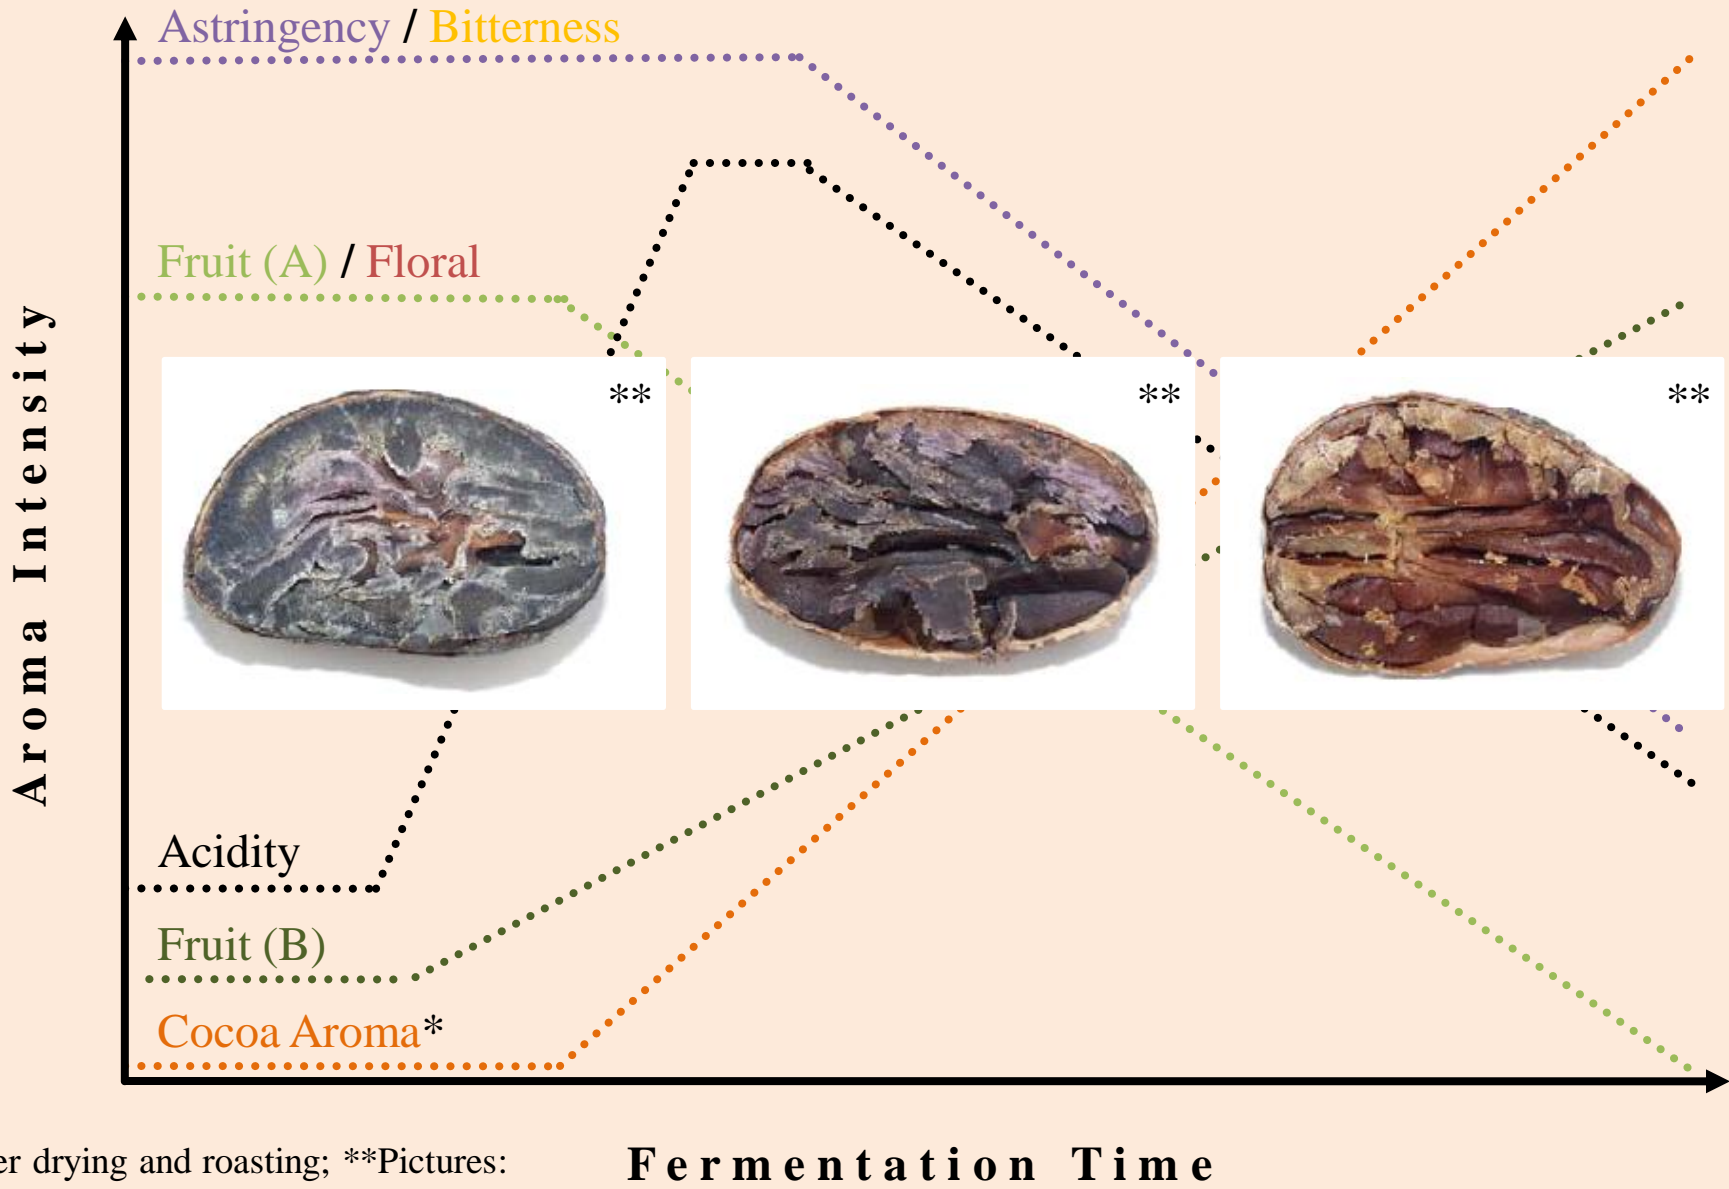 Astringency / Bitterness
Fruit (A) / Floral
**
**
**
Acidity
Fruit (B)
Cocoa Aroma*
Aroma Intensity
Fermentation Time
er drying and roasting; **Pictures: